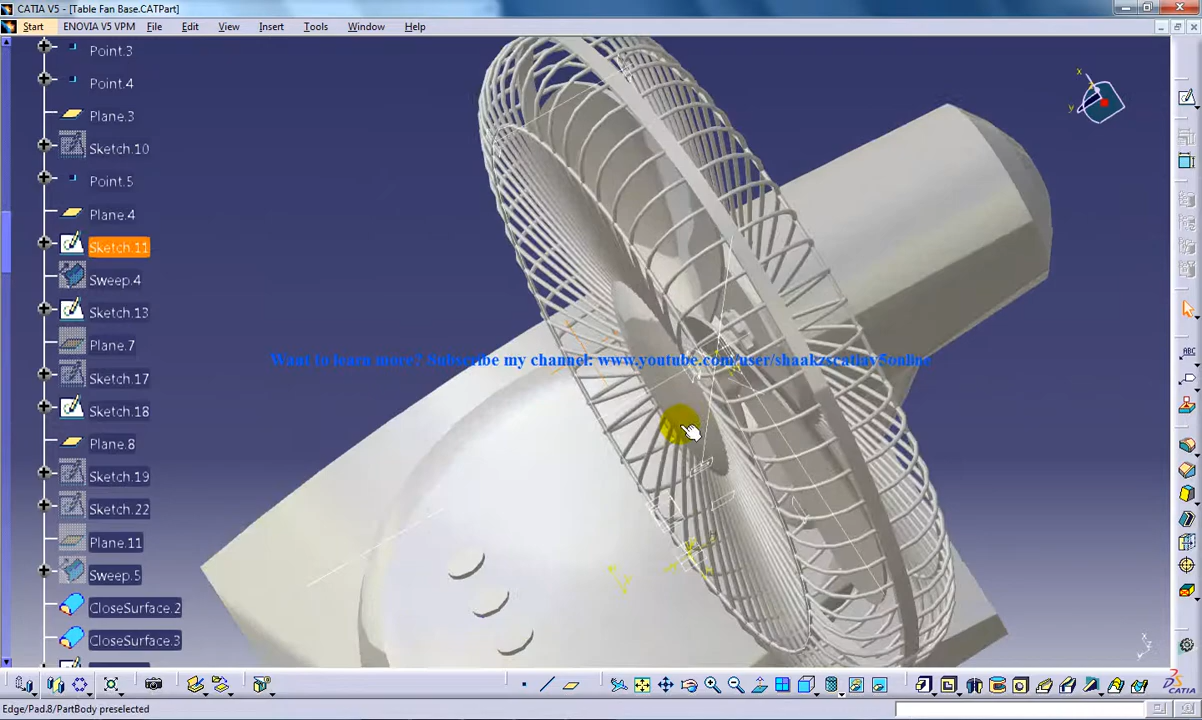 CATIA V5 - [Table Fan Base.CATPart]
Start ENOVIA V5 VPM File Edit View Insert Tools Window Help
Point.3
Point.4
Plane.3
Sketch.10
Point.5
Plane.4
Sketch.11
Sweep.4
Sketch.13
Plane.7
Sketch.17
Sketch.18
Plane.8
Sketch.19
Sketch.22
Plane.11
Sweep.5
CloseSurface.2
CloseSurface.3
Want to learn more? Subscribe my channel: www.youtube.com/user/shaakzscatiav5online
x
y
ABC
CATIA
Edge/Pad.8/PartBody preselected